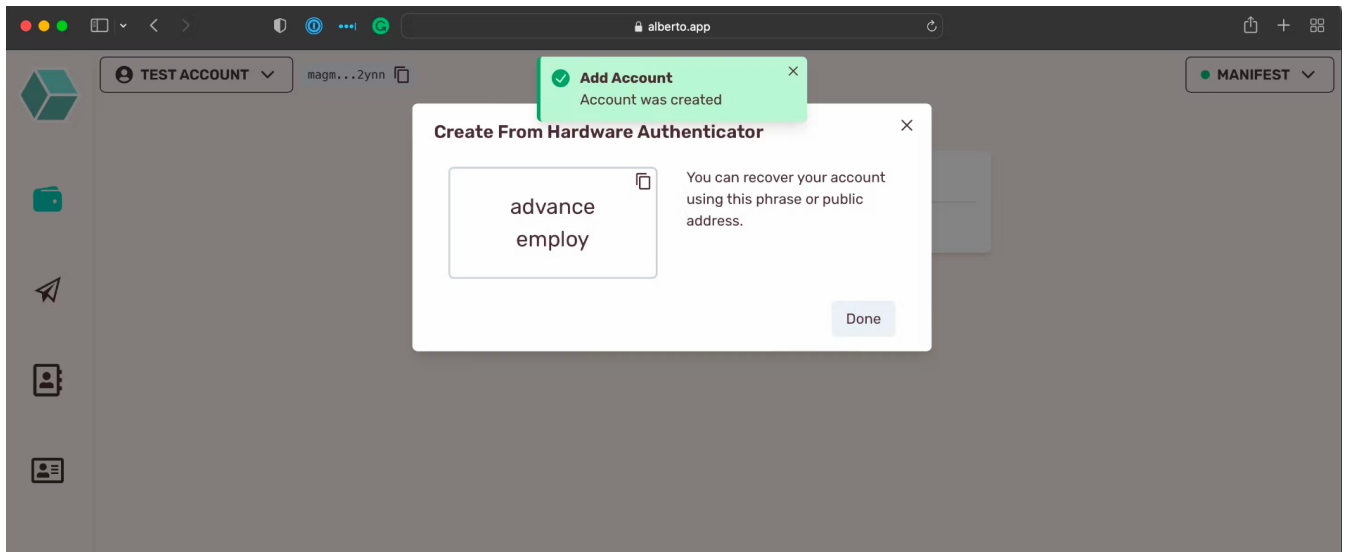 alberto.app
TEST ACCOUNT
magm...2ynn
MANIFEST
Add Account
Account was created
Create From Hardware Authenticator
advance
employ
You can recover your account
using this phrase or public
address.
Done